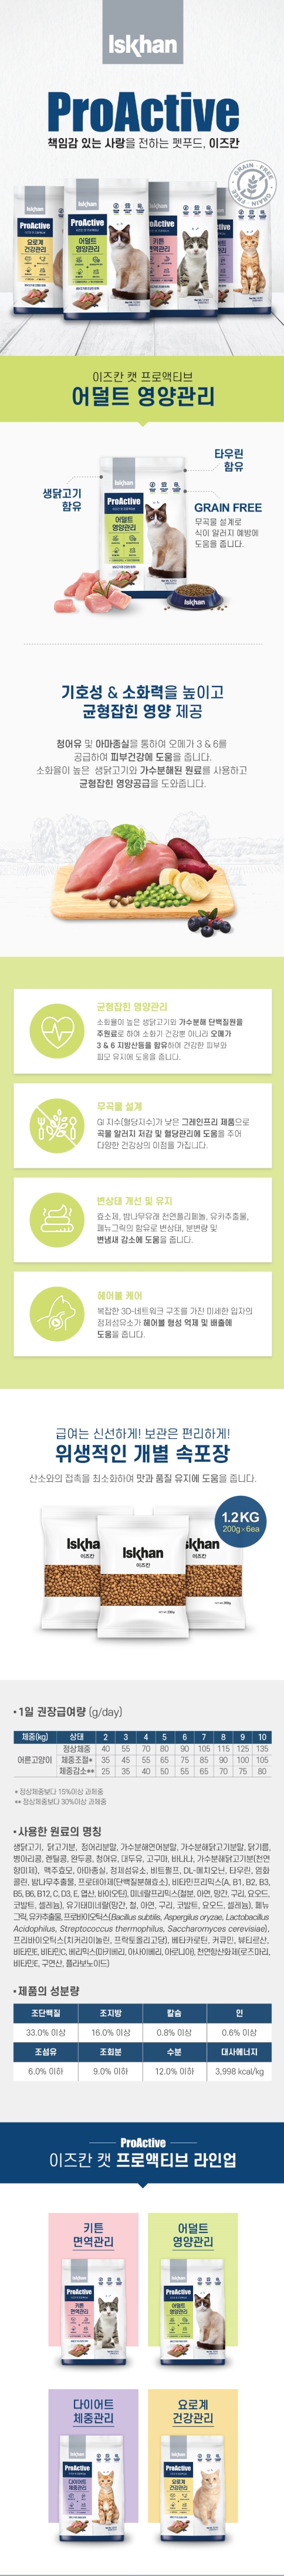 Iskhan
ProActive
책임감 있는 사랑을 전하는 펫푸드, 이즈칸
GRAIN-FREE
이즈칸 캣 프로액티브
어덜트 영양관리
타우린
함유
생닭고기
함유
GRAIN FREE
무곡물 설계로
식이 알러지 예방에
도움을 줍니다.
Iskhan
ProActive
어덜트
영양관리
Iskhan
기호성 & 소화력을 높이고
균형잡힌 영양 제공
청어유 및 아마종실을 통하여 오메가 3 & 6를
공급하여 피부건강에 도움을 줍니다.
소화율이 높은 생닭고기와 가수분해된 원료를 사용하고
균형잡힌 영양공급을 도와줍니다.
균형잡힌 영양관리
소화율이 높은 생닭고기와 가수분해 단백질원을
주원료로 하여 소화기 건강뿐 아니라 오메가
3 & 6 지방산등을 함유하여 건강한 피부와
피모 유지에 도움을 줍니다.
무곡물 설계
GI 지수(혈당지수)가 낮은 그레인프리 제품으로
곡물 알러지 저감 및 혈당관리에 도움을 주어
다양한 건강상의 이점을 가집니다.
변상태 개선 및 유지
효소제, 밤나무유래 천연폴리페놀, 유카추출물,
페뉴그릭의 함유로 변상태, 분변량 및
변냄새 감소에 도움을 줍니다.
헤어볼 케어
복잡한 3D-네트워크 구조를 가진 미세한 입자의
정제섬유소가 헤어볼 형성 억제 및 배출에
도움을 줍니다.
급여는 신선하게! 보관은 편리하게!
위생적인 개별 속포장
산소와의 접촉을 최소화하여 맛과 품질 유지에 도움을 줍니다.
1.2KG
200g×6ea
Iskhan
이즈칸
• 1일 권장급여량 (g/day)
체중(kg) 상태 2 3 4 5 6 7 8 9 10
어른고양이 정상체중 40 55 70 80 90 105 115 125 135
체중조절* 35 45 55 65 75 85 90 100 105
체중감소** 25 35 40 50 55 65 70 75 80
* 정상체중보다 15%이상 과체중
** 정상체중보다 30%이상 과체중
• 사용한 원료의 명칭
생닭고기, 닭고기분, 청어리분말, 가수분해연어분말, 가수분해닭고기분말, 닭기름,
병아리콩, 렌틸콩, 완두콩, 청어유, 대두유, 고구마, 바나나, 가수분해닭고기분(천연
향미제), 맥주효모, 아마종실, 정제섬유소, 비트펄프, DL-메치오닌, 타우린, 염화
콜린, 밤나무추출물, 프로테아제(단백질분해효소), 비타민프리믹스(A, B1, B2, B3,
B5, B6, B12, C, D3, E, 엽산, 바이오틴), 미네랄프리믹스(철분, 아연, 망간, 구리, 요오드,
코발트, 셀레늄), 유기태미네랄(망간, 철, 아연, 구리, 코발트, 요오드, 셀레늄), 페뉴
그릭, 유카추출물, 프로바이오틱스(Bacillus subtilis, Aspergilus oryzae, Lactobacillus
Acidophilus, Streptococcus thermophilus, Saccharomyces cerevisiae),
프리바이오틱스(치커리이눌린, 프락토올리고당), 베타카로틴, 커큐민, 뷰티르산,
비타민E, 비타민C, 베리믹스(마키베리, 아사이베리, 아로니아), 천연항산화제(로즈마리,
비타민E, 구연산, 플라보노이드)
• 제품의 성분량
조단백질 조지방 칼슘 인
33.0% 이상 16.0% 이상 0.8% 이상 0.6% 이상
조섬유 조회분 수분 대사에너지
6.0% 이하 9.0% 이하 12.0% 이하 3,998 kcal/kg
ProActive
이즈칸 캣 프로액티브 라인업
키튼
면역관리
어덜트
영양관리
다이어트
체중관리
요로계
건강관리